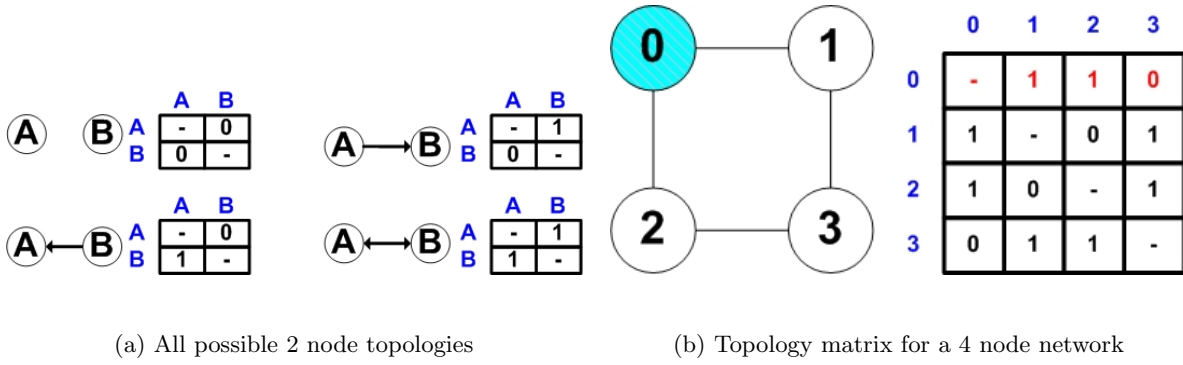 A B
A - 0
B 0 -
A B
A B
A - 1
B 0 -
A B
A B
A - 0
B 1 -
A B
A B
A - 1
B 1 -
A B
0 1
2 3
0 1 2 3
0 - 1 1 0
1 1 - 0 1
2 1 0 - 1
3 0 1 1 -
(a) All possible 2 node topologies
(b) Topology matrix for a 4 node network